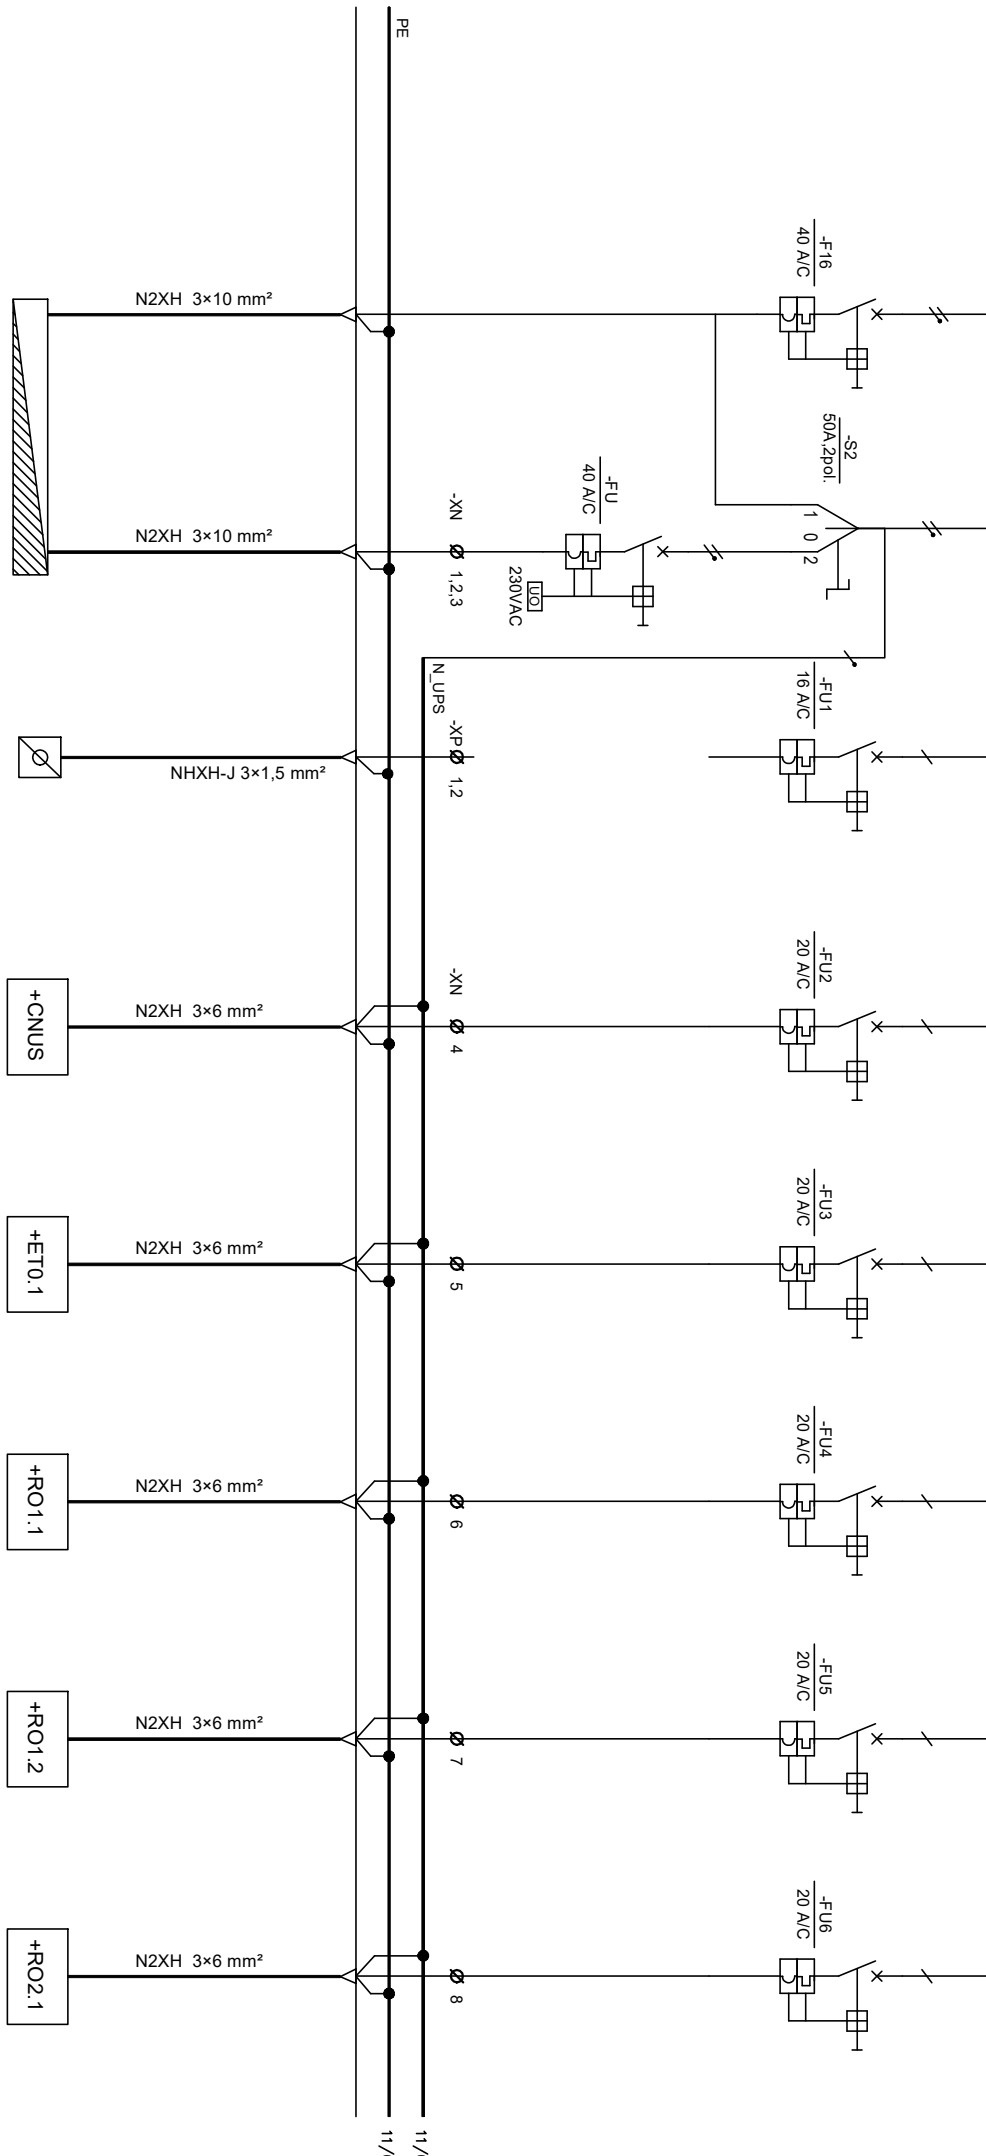 PE
-F16
40 A/C
N2XH 3×10 mm²
-S2
50A,2pol.
1
0
2
-FU
40 A/C
-XN
1,2,3
N2XH 3×10 mm²
UO
230VAC
N_UPS
-FU1
16 A/C
-XP
1,2
NHXH-J 3×1,5 mm²
-FU2
20 A/C
-XN
4
N2XH 3×6 mm²
+CNUS
-FU3
20 A/C
5
N2XH 3×6 mm²
+ET0.1
-FU4
20 A/C
6
N2XH 3×6 mm²
+RO1.1
-FU5
20 A/C
7
N2XH 3×6 mm²
+RO1.2
-FU6
20 A/C
8
N2XH 3×6 mm²
+RO2.1
11/
11/